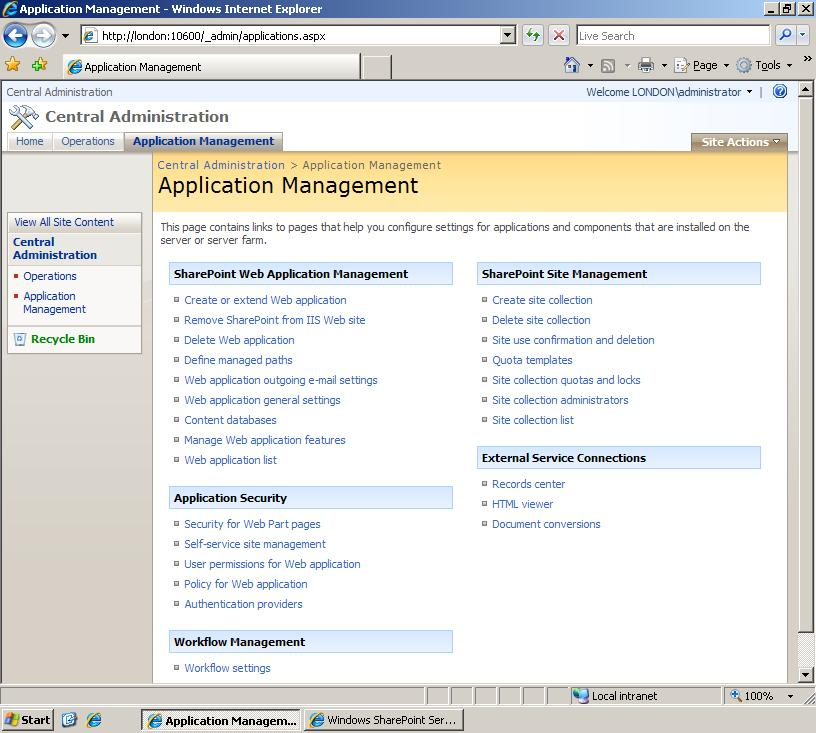 Application Management - Windows Internet Explorer
http://london:10600/_admin/applications.aspx
Live Search
Application Management
Page
Tools
»
Central Administration
Welcome LONDON\administrator
Central Administration
Home
Operations
Application Management
Site Actions
Central Administration > Application Management
Application Management
View All Site Content
Central
Administration
Operations
Application
Management
Recycle Bin
This page contains links to pages that help you configure settings for applications and components that are installed on the
server or server farm.
SharePoint Web Application Management
Create or extend Web application
Remove SharePoint from IIS Web site
Delete Web application
Define managed paths
Web application outgoing e-mail settings
Web application general settings
Content databases
Manage Web application features
Web application list
Application Security
Security for Web Part pages
Self-service site management
User permissions for Web application
Policy for Web application
Authentication providers
Workflow Management
Workflow settings
SharePoint Site Management
Create site collection
Delete site collection
Site use confirmation and deletion
Quota templates
Site collection quotas and locks
Site collection administrators
Site collection list
External Service Connections
Records center
HTML viewer
Document conversions
Local intranet
100%
Start
Application Managem...
Windows SharePoint Ser...